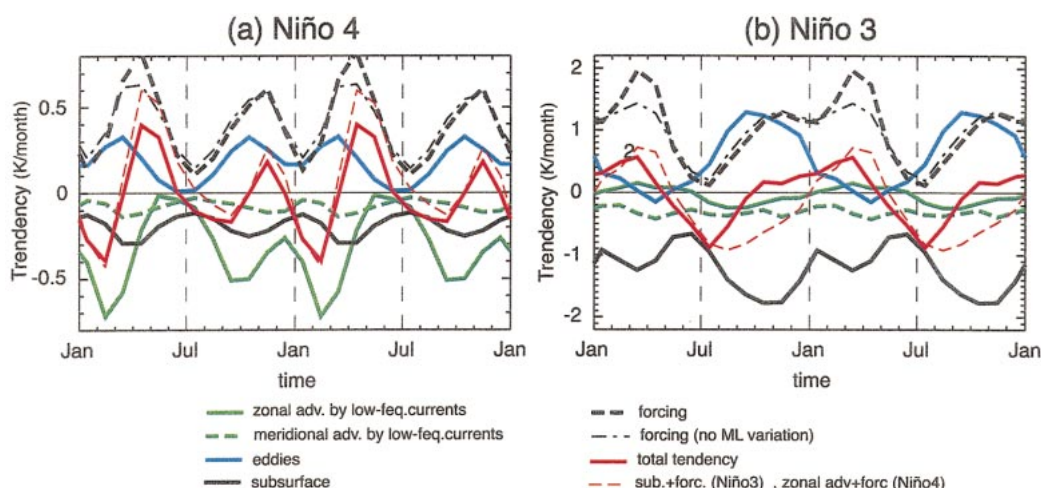 (a) Niño 4
(b) Niño 3
Trendency (K/month)
0.5
0
-0.5
Jan
Jul
Jan
Jul
Jan
time
Trendency (K/month)
2
1
0
-1
-2
2
Jan
Jul
Jan
Jul
Jan
time
zonal adv. by low-feq.currents
meridional adv. by low-feq.currents
eddies
subsurface
forcing
forcing (no ML variation)
total tendency
sub.+forc. (Niño3) , zonal adv+forc (Niño4)